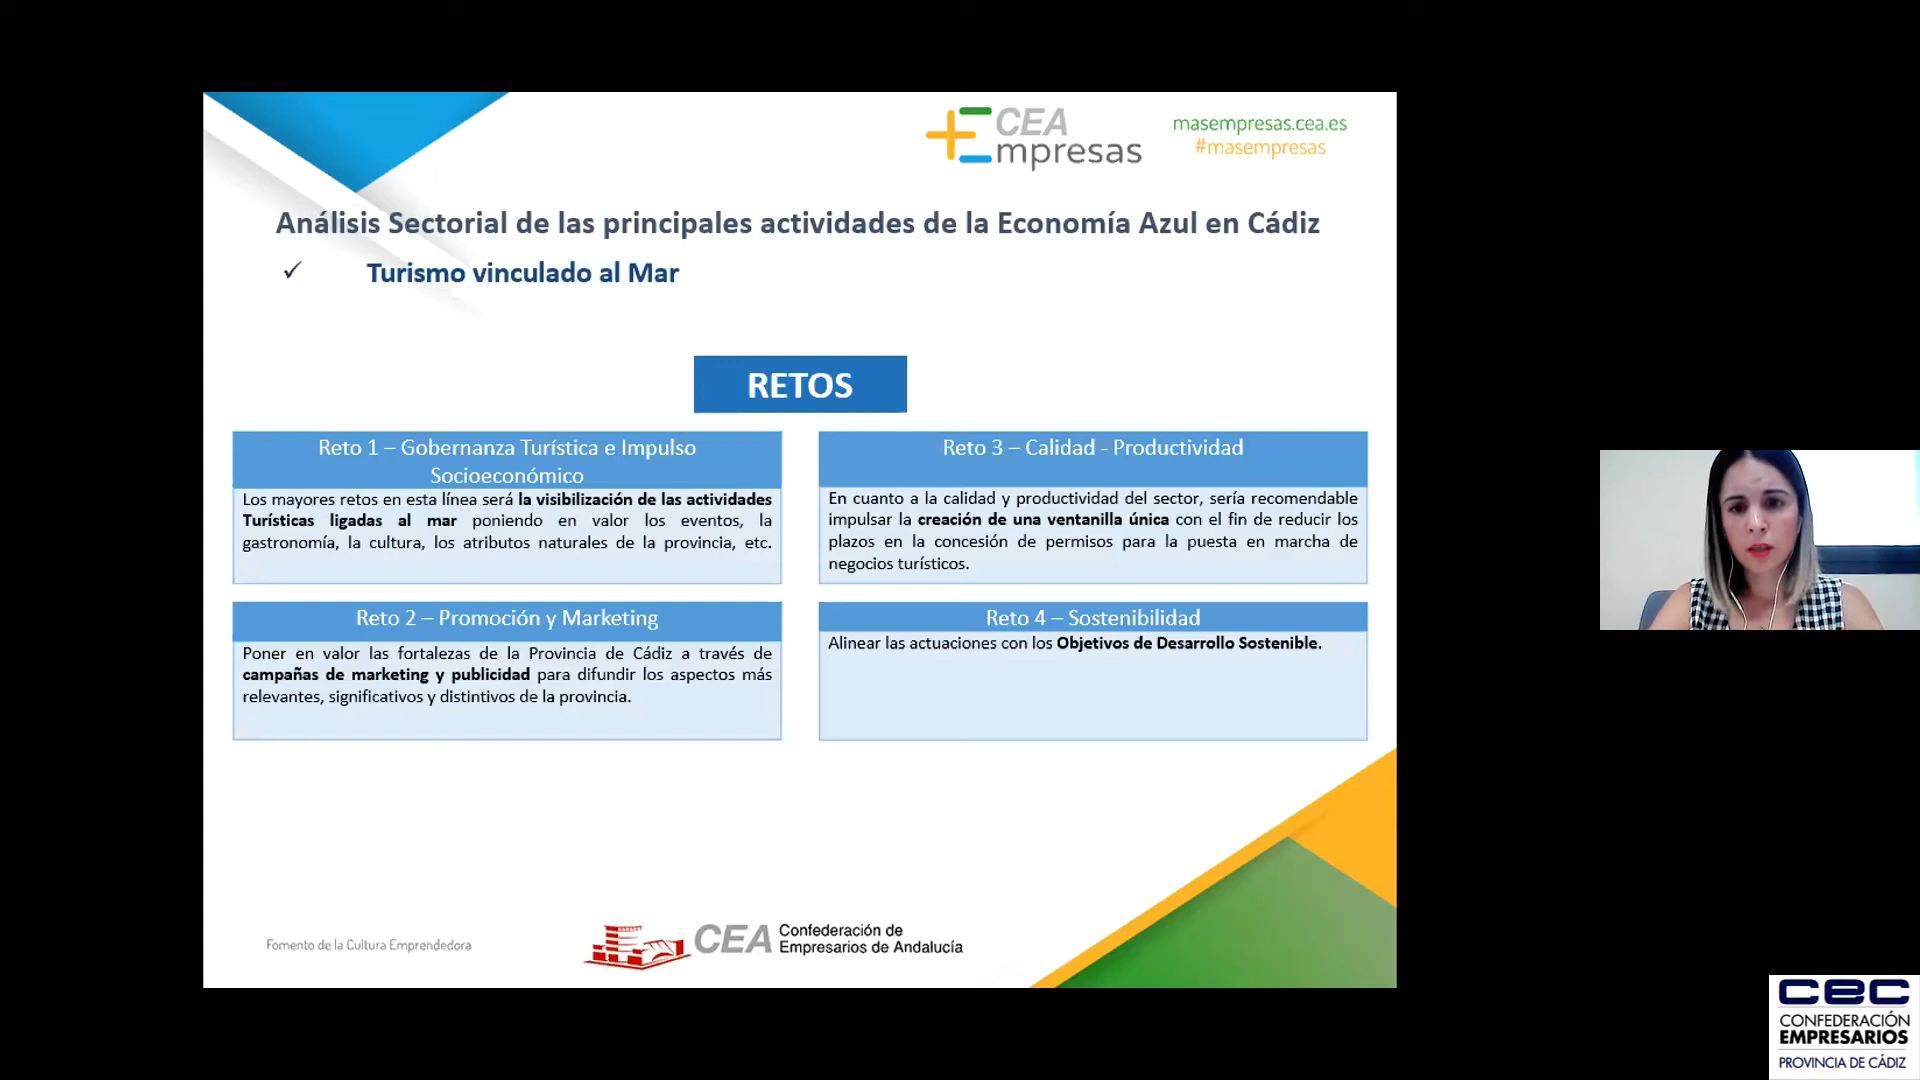 CEA
Empresas
masempresas.cea.es
#masempresas
Análisis Sectorial de las principales actividades de la Economía Azul en Cádiz
✓ Turismo vinculado al Mar
RETOS
Reto 1 – Gobernanza Turística e Impulso
Socioeconómico
Los mayores retos en esta línea será la visibilización de las actividades
Turísticas ligadas al mar poniendo en valor los eventos, la
gastronomía, la cultura, los atributos naturales de la provincia, etc.
Reto 2 – Promoción y Marketing
Poner en valor las fortalezas de la Provincia de Cádiz a través de
campañas de marketing y publicidad para difundir los aspectos más
relevantes, significativos y distintivos de la provincia.
Reto 3 – Calidad - Productividad
En cuanto a la calidad y productividad del sector, sería recomendable
impulsar la creación de una ventanilla única con el fin de reducir los
plazos en la concesión de permisos para la puesta en marcha de
negocios turísticos.
Reto 4 – Sostenibilidad
Alinear las actuaciones con los Objetivos de Desarrollo Sostenible.
Fomento de la Cultura Emprendedora
CEA
Confederación de
Empresarios de Andalucía
cec
CONFEDERACIÓN
EMPRESARIOS
PROVINCIA DE CÁDIZ